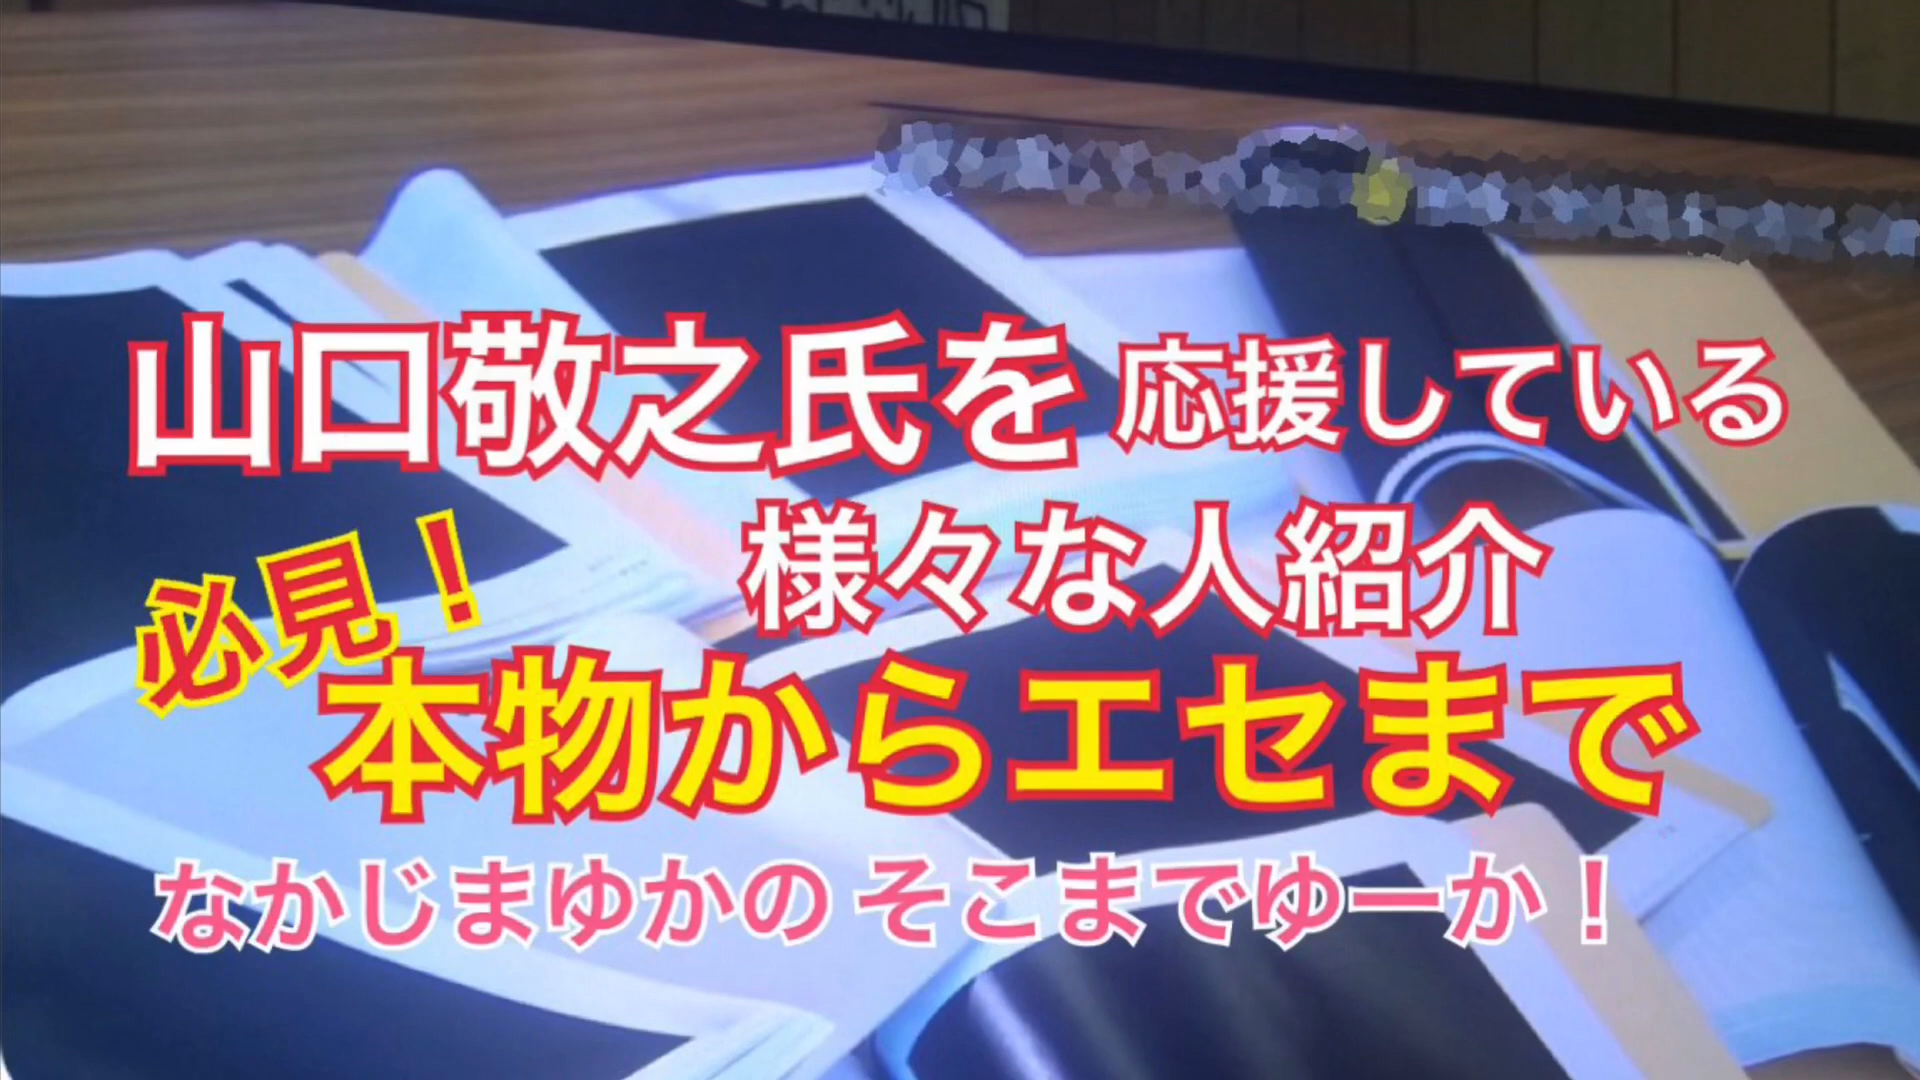 山口敬之氏を応援している
様々な人紹介
必見！
本物からエセまで
なかじまゆかの そこまでゆーか！